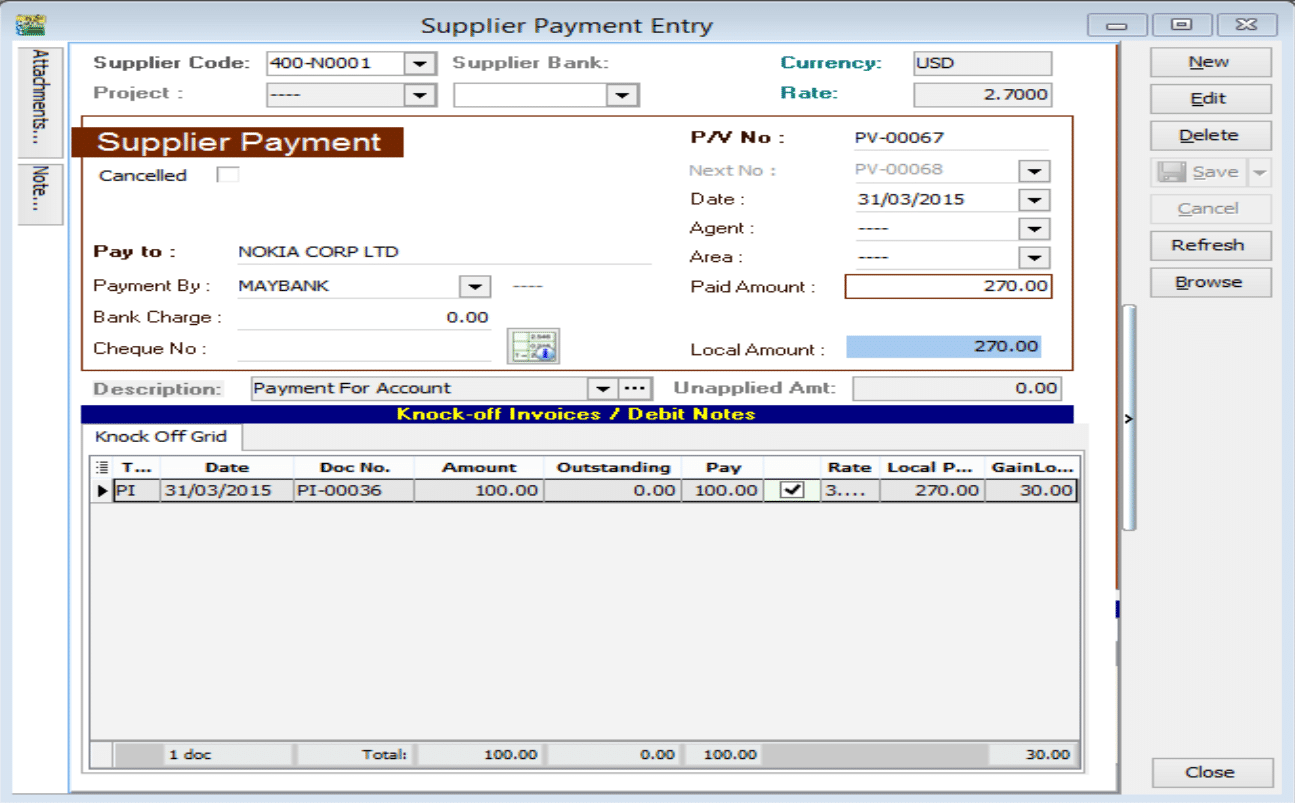 Supplier Payment Entry
Attachments...
Note...
Supplier Code: 400-N0001 Supplier Bank: Currency: USD
Project : ---- Rate: 2.7000
Supplier Payment
Cancelled
P/V No : PV-00067
Next No : PV-00068
Date : 31/03/2015
Agent : ----
Area : ----
Pay to : NOKIA CORP LTD
Payment By : MAYBANK ----
Paid Amount : 270.00
Bank Charge : 0.00
Cheque No :
Local Amount : 270.00
Description: Payment For Account ... Unapplied Amt: 0.00
Knock-off Invoices / Debit Notes
Knock Off Grid
T... Date Doc No. Amount Outstanding Pay Rate Local P... GainLo...
PI 31/03/2015 PI-00036 100.00 0.00 100.00 3.... 270.00 30.00
1 doc Total: 100.00 0.00 100.00 30.00
New
Edit
Delete
Save
Cancel
Refresh
Browse
Close